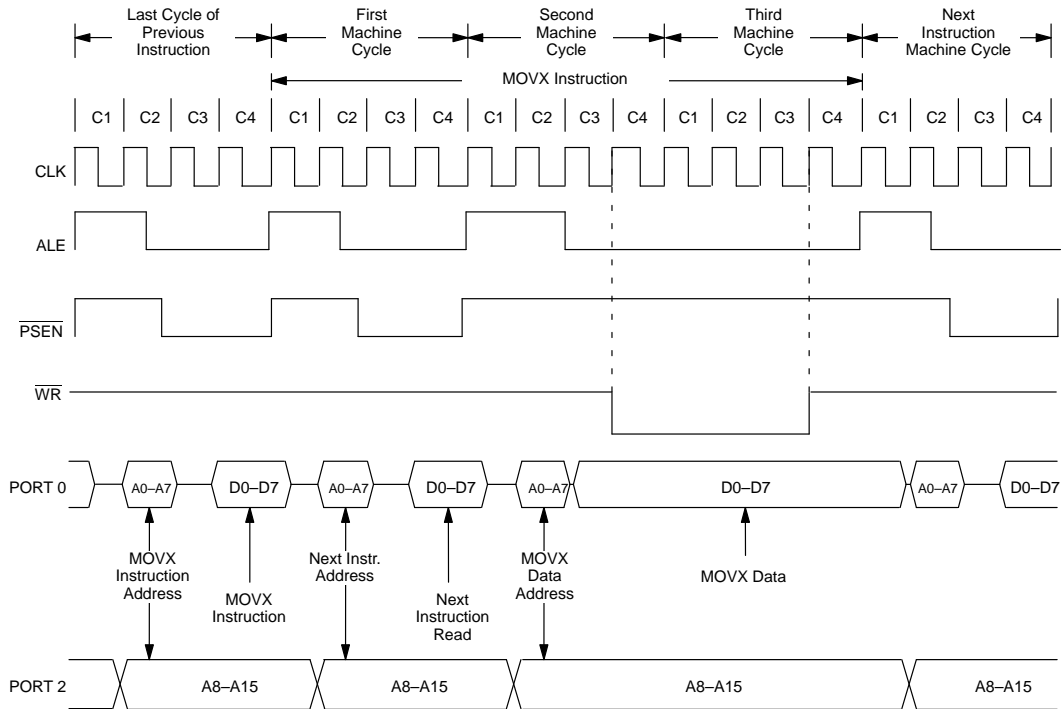 Last Cycle of
Previous
Instruction
First
Machine
Cycle
Second
Machine
Cycle
Third
Machine
Cycle
Next
Instruction
Machine Cycle
MOVX Instruction
C1 C2 C3 C4 C1 C2 C3 C4 C1 C2 C3 C4 C1 C2 C3 C4 C1 C2 C3 C4
CLK
ALE
PSEN
WR
PORT 0 A0–A7 D0–D7 A0–A7 D0–D7 A0–A7 D0–D7 A0–A7 D0–D7
MOVX
Instruction
Address
MOVX
Instruction
Next Instr.
Address
Next
Instruction
Read
MOVX
Data
Address
MOVX Data
PORT 2 A8–A15 A8–A15 A8–A15 A8–A15